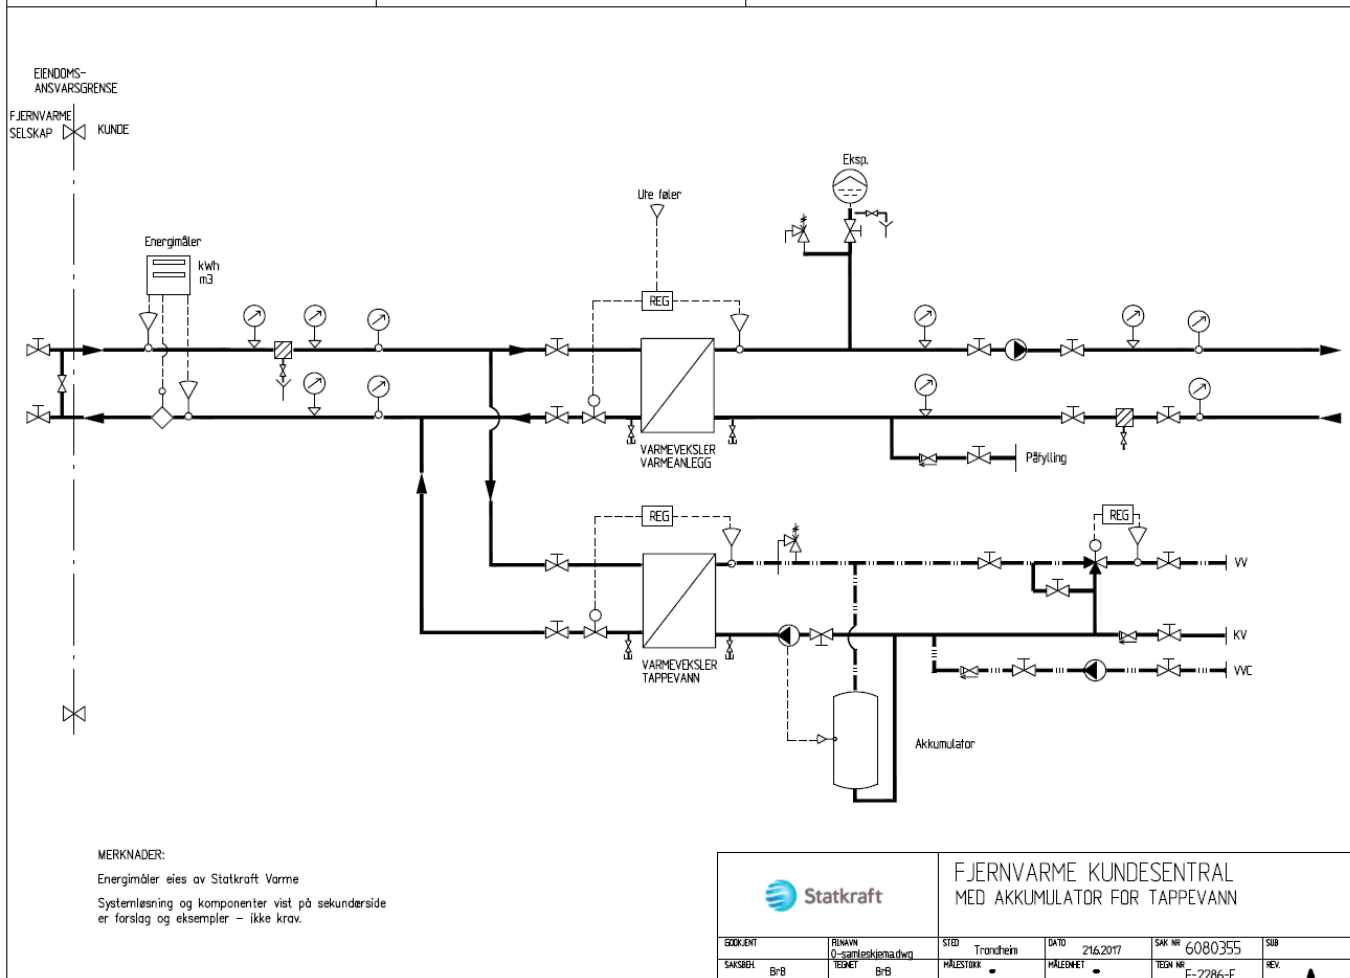 EIENDOMS-
ANSVARSGRENSE
FJERNVARME
SELSKAP
KUNDE
Energimåler
kWh
m3
Ute føler
Eksp.
REG
VARMEVEKSLER
VARMEANLEGG
Påfylling
REG
REG
VV
KV
VVC
VARMEVEKSLER
TAPPEVANN
Akkumulator
MERKNADER:
Energimåler eies av Statkraft Varme
Systemløsning og komponenter vist på sekunderside
er forslag og eksempler – ikke krav.
Statkraft
FJERNVARME KUNDESENTRAL
MED AKKUMULATOR FOR TAPPEVANN
GODKJENT
FILNAVN
0-samleskjema.dwg
STED
Trondheim
DATO
21.6.2017
SAK NR
6080355
SUB
SAKSBEH.
BrB
TEGNET
BrB
MÅLESTOKK
-
MÅLEENHET
-
TEGN NR
F-2286-F
REV.